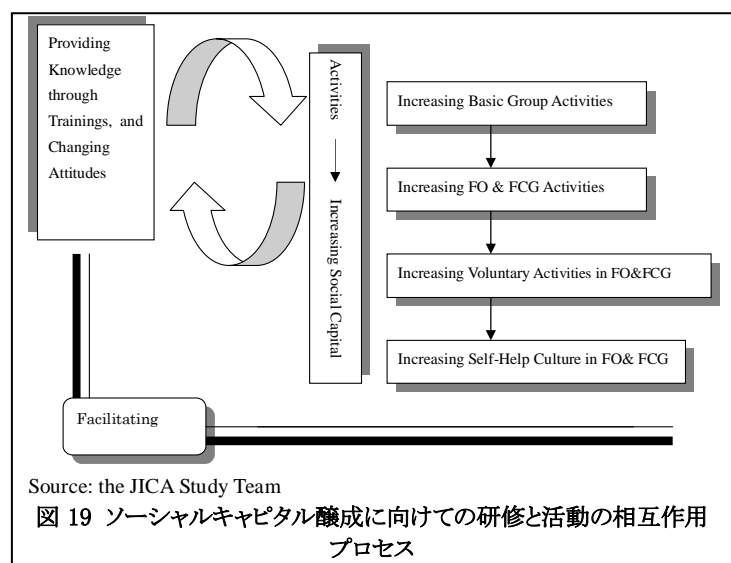 Providing
Knowledge
through
Trainings, and
Changing
Attitudes
Activities
Increasing Social Capital
Increasing Basic Group Activities
Increasing FO & FCG Activities
Increasing Voluntary Activities in FO&FCG
Increasing Self-Help Culture in FO& FCG
Facilitating
Source: the JICA Study Team
図 19 ソーシャルキャピタル醸成に向けての研修と活動の相互作用
プロセス